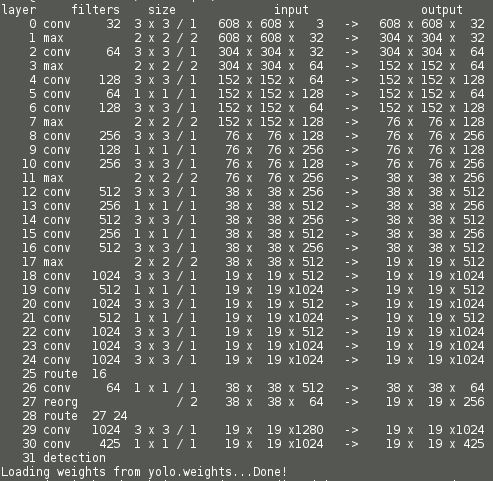 layer filters size input output
0 conv 32 3 x 3 / 1 608 x 608 x 3 -> 608 x 608 x 32
1 max 2 x 2 / 2 608 x 608 x 32 -> 304 x 304 x 32
2 conv 64 3 x 3 / 1 304 x 304 x 32 -> 304 x 304 x 64
3 max 2 x 2 / 2 304 x 304 x 64 -> 152 x 152 x 64
4 conv 128 3 x 3 / 1 152 x 152 x 64 -> 152 x 152 x 128
5 conv 64 1 x 1 / 1 152 x 152 x 128 -> 152 x 152 x 64
6 conv 128 3 x 3 / 1 152 x 152 x 64 -> 152 x 152 x 128
7 max 2 x 2 / 2 152 x 152 x 128 -> 76 x 76 x 128
8 conv 256 3 x 3 / 1 76 x 76 x 128 -> 76 x 76 x 256
9 conv 128 1 x 1 / 1 76 x 76 x 256 -> 76 x 76 x 128
10 conv 256 3 x 3 / 1 76 x 76 x 128 -> 76 x 76 x 256
11 max 2 x 2 / 2 76 x 76 x 256 -> 38 x 38 x 256
12 conv 512 3 x 3 / 1 38 x 38 x 256 -> 38 x 38 x 512
13 conv 256 1 x 1 / 1 38 x 38 x 512 -> 38 x 38 x 256
14 conv 512 3 x 3 / 1 38 x 38 x 256 -> 38 x 38 x 512
15 conv 256 1 x 1 / 1 38 x 38 x 512 -> 38 x 38 x 256
16 conv 512 3 x 3 / 1 38 x 38 x 256 -> 38 x 38 x 512
17 max 2 x 2 / 2 38 x 38 x 512 -> 19 x 19 x 512
18 conv 1024 3 x 3 / 1 19 x 19 x 512 -> 19 x 19 x1024
19 conv 512 1 x 1 / 1 19 x 19 x1024 -> 19 x 19 x 512
20 conv 1024 3 x 3 / 1 19 x 19 x 512 -> 19 x 19 x1024
21 conv 512 1 x 1 / 1 19 x 19 x1024 -> 19 x 19 x 512
22 conv 1024 3 x 3 / 1 19 x 19 x 512 -> 19 x 19 x1024
23 conv 1024 3 x 3 / 1 19 x 19 x1024 -> 19 x 19 x1024
24 conv 1024 3 x 3 / 1 19 x 19 x1024 -> 19 x 19 x1024
25 route 16
26 conv 64 1 x 1 / 1 38 x 38 x 512 -> 38 x 38 x 64
27 reorg / 2 38 x 38 x 64 -> 19 x 19 x 256
28 route 27 24
29 conv 1024 3 x 3 / 1 19 x 19 x1280 -> 19 x 19 x1024
30 conv 425 1 x 1 / 1 19 x 19 x1024 -> 19 x 19 x 425
31 detection
Loading weights from yolo.weights...Done!